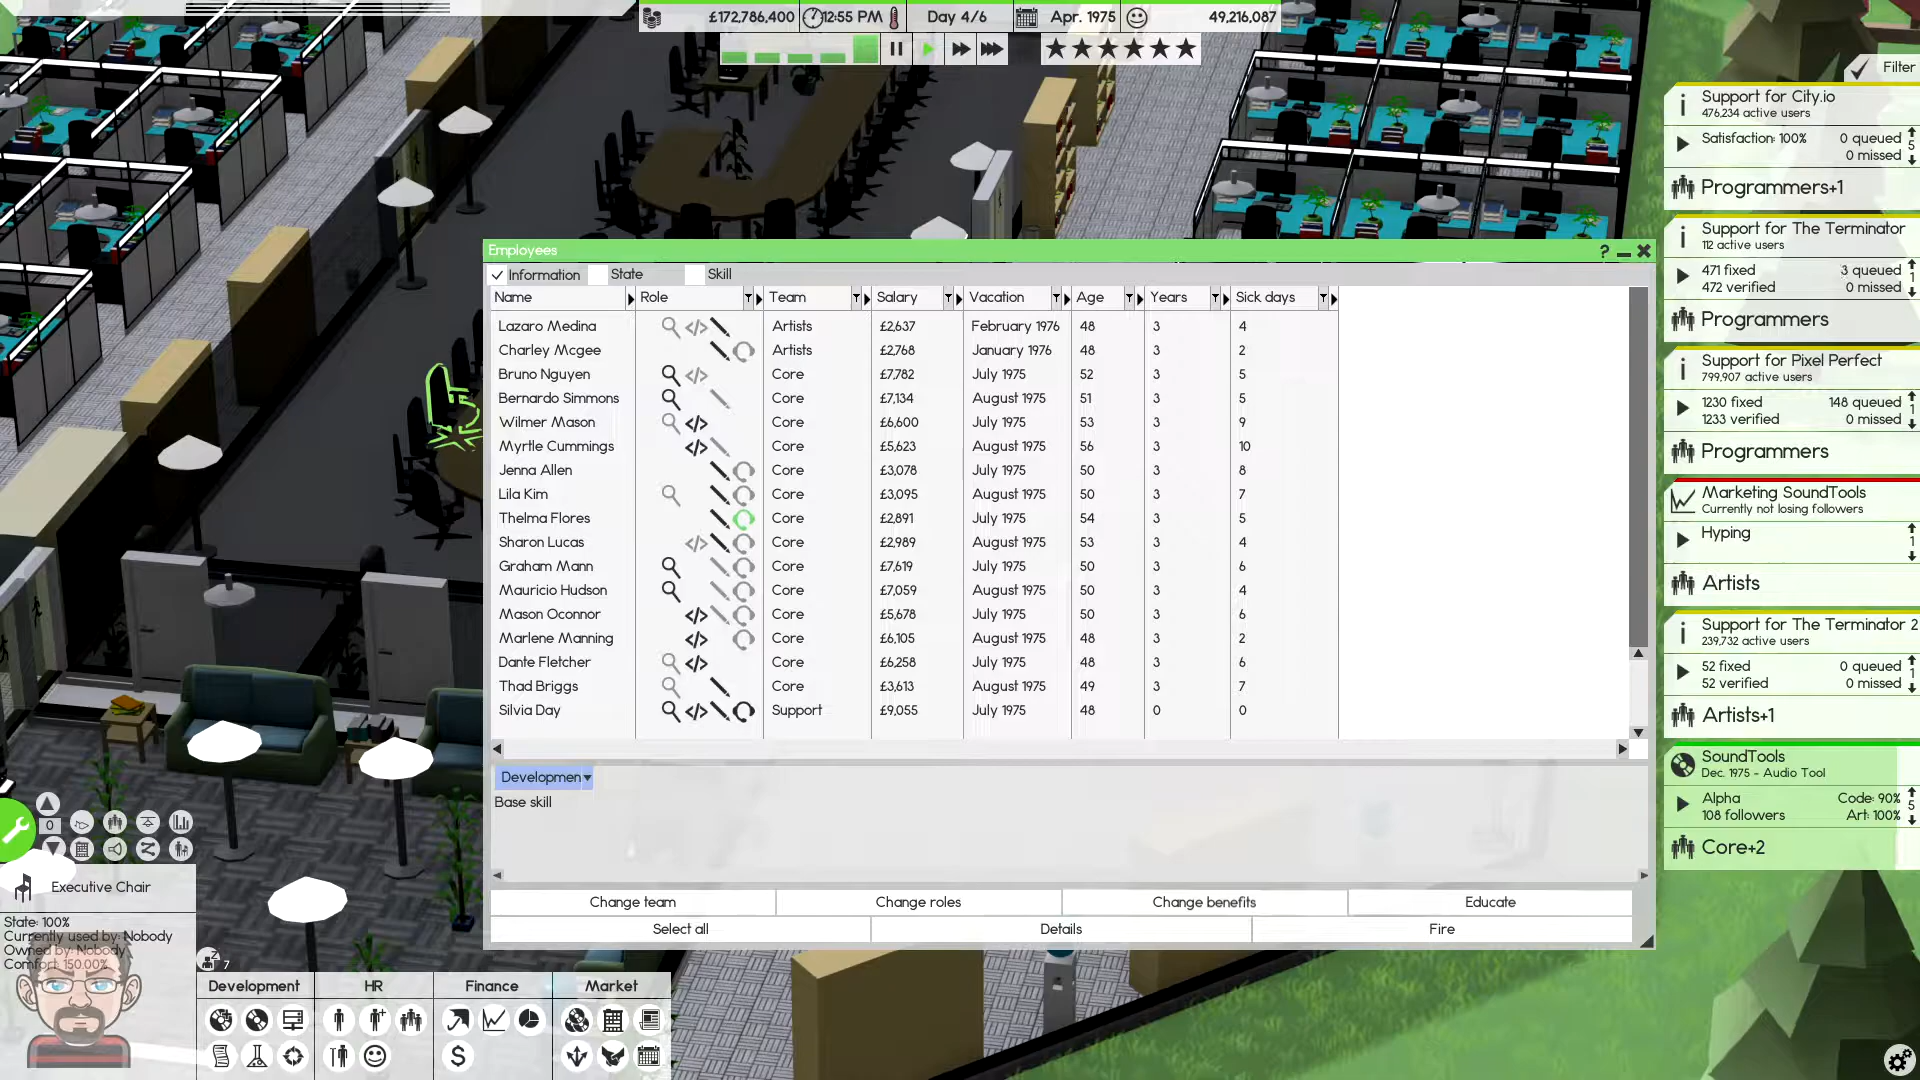 £172,786,400
12:55 PM
Day 4/6
Apr. 1975
49,216,087
Filter
Support for City.io
476,234 active users
Satisfaction: 100%
0 queued
0 missed
5
Programmers+1
Support for The Terminator
112 active users
471 fixed
3 queued
472 verified
0 missed
1
Programmers
Support for Pixel Perfect
799,907 active users
1230 fixed
148 queued
1233 verified
0 missed
1
Programmers
Marketing SoundTools
Currently not losing followers
Hyping
1
Artists
Support for The Terminator 2
239,732 active users
52 fixed
0 queued
52 verified
0 missed
1
Artists+1
SoundTools
Dec. 1975 - Audio Tool
Alpha
Code: 90%
108 followers
Art: 100%
5
Core+2
Employees
?
Information State Skill
Name Role Team Salary Vacation Age Years Sick days
Lazaro Medina Artists £2,637 February 1976 48 3 4
Charley Mcgee Artists £2,768 January 1976 48 3 2
Bruno Nguyen Core £7,782 July 1975 52 3 5
Bernardo Simmons Core £7,134 August 1975 51 3 5
Wilmer Mason Core £6,600 July 1975 53 3 9
Myrtle Cummings Core £5,623 August 1975 56 3 10
Jenna Allen Core £3,078 July 1975 50 3 8
Lila Kim Core £3,095 August 1975 50 3 7
Thelma Flores Core £2,891 July 1975 54 3 5
Sharon Lucas Core £2,989 August 1975 53 3 4
Graham Mann Core £7,619 July 1975 50 3 6
Mauricio Hudson Core £7,059 August 1975 50 3 4
Mason Oconnor Core £5,678 July 1975 50 3 6
Marlene Manning Core £6,105 August 1975 48 3 2
Dante Fletcher Core £6,258 July 1975 48 3 6
Thad Briggs Core £3,613 August 1975 49 3 7
Silvia Day Support £9,055 July 1975 48 0 0
Developmen
Base skill
Change team Change roles Change benefits Educate
Select all Details Fire
0
Executive Chair
State: 100%
Currently used by: Nobody
Owned by: Nobody
Comfort: 150.00%
7
Development HR Finance Market